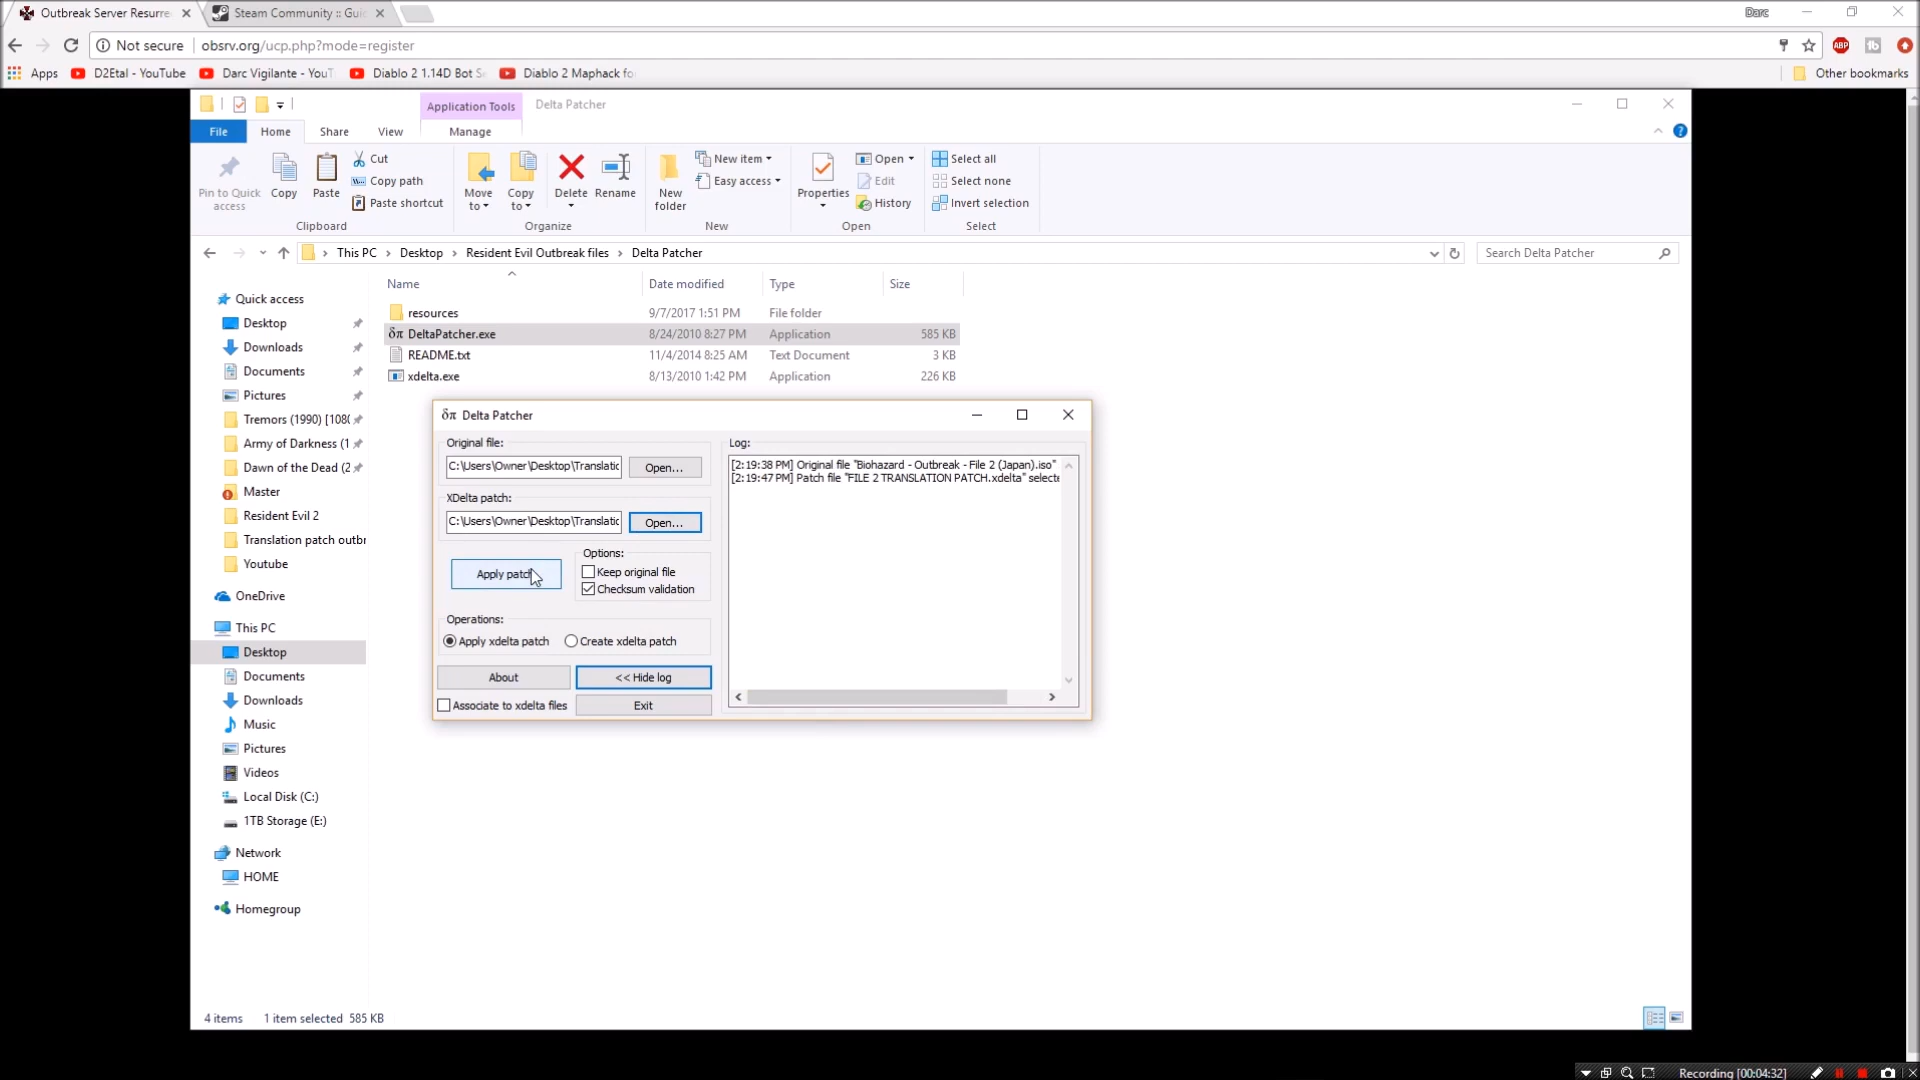 Outbreak Server Resurre
Steam Community :: Gui
Darc
Not secure
obsrv.org/ucp.php?mode=register
ABP
Apps
D2Etal - YouTube
Darc Vigilante - YouT
Diablo 2 1.14D Bot Se
Diablo 2 Maphack fo
Other bookmarks
Application Tools
Delta Patcher
File
Home
Share
View
Manage
Pin to Quick access
Copy
Paste
Cut
Copy path
Paste shortcut
Move to
Copy to
Delete
Rename
New folder
New item
Easy access
Properties
Open
Edit
History
Select all
Select none
Invert selection
Clipboard
Organize
New
Open
Select
This PC > Desktop > Resident Evil Outbreak files > Delta Patcher
Search Delta Patcher
Name
Date modified
Type
Size
resources 9/7/2017 1:51 PM File folder
δπ DeltaPatcher.exe 8/24/2010 8:27 PM Application 585 KB
README.txt 11/4/2014 8:25 AM Text Document 3 KB
xdelta.exe 8/13/2010 1:42 PM Application 226 KB
Quick access
Desktop
Downloads
Documents
Pictures
Tremors (1990) [1080
Army of Darkness (1
Dawn of the Dead (2
Master
Resident Evil 2
Translation patch outbr
Youtube
OneDrive
This PC
Desktop
Documents
Downloads
Music
Pictures
Videos
Local Disk (C:)
1TB Storage (E:)
Network
HOME
Homegroup
δπ Delta Patcher
Original file:
C:\Users\Owner\Desktop\Translatic
Open...
XDelta patch:
C:\Users\Owner\Desktop\Translatic
Open...
Apply patch
Options:
Keep original file
Checksum validation
Operations:
Apply xdelta patch
Create xdelta patch
About
<< Hide log
Associate to xdelta files
Exit
Log:
[2:19:38 PM] Original file "Biohazard - Outbreak - File 2 (Japan).iso"
[2:19:47 PM] Patch file "FILE 2 TRANSLATION PATCH.xdelta" selecte
4 items
1 item selected 585 KB
Recording [00:04:32]